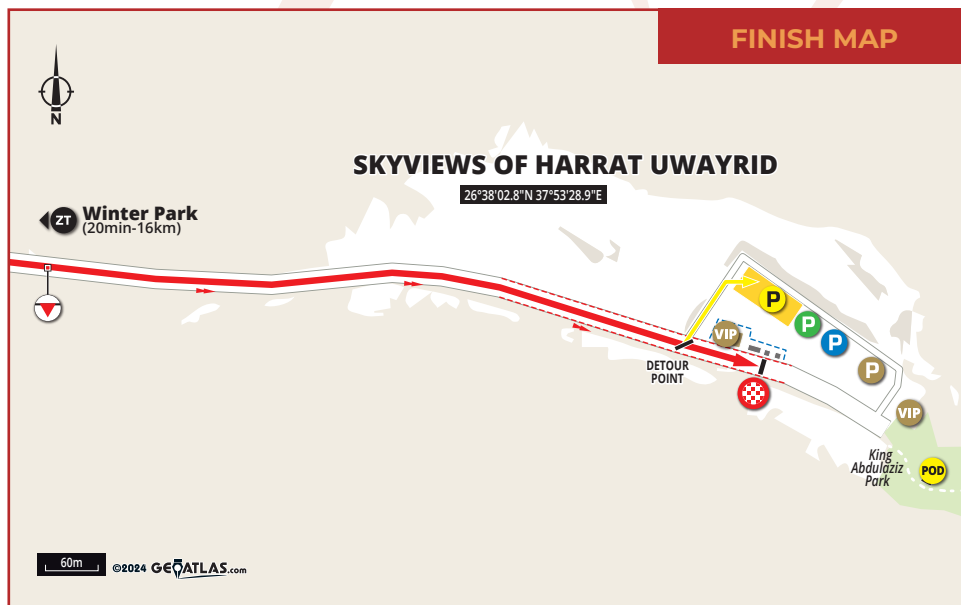 FINISH MAP
N
SKYVIEWS OF HARRAT UWAYRID
26°38'02.8"N 37°53'28.9"E
ZT Winter Park
(20min-16km)
P
P
VIP
P
DETOUR
POINT
P
VIP
King
Abdulaziz
Park
POD
60m
©2024 GEOATLAS.com